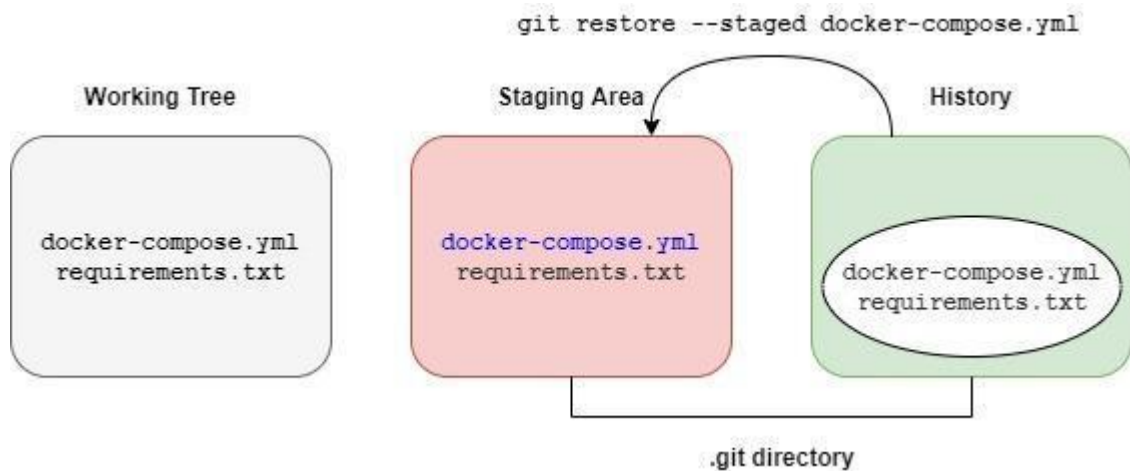 git restore --staged docker-compose.yml
Working Tree
Staging Area
History
docker-compose.yml
requirements.txt
docker-compose.yml
requirements.txt
docker-compose.yml
requirements.txt
.git directory